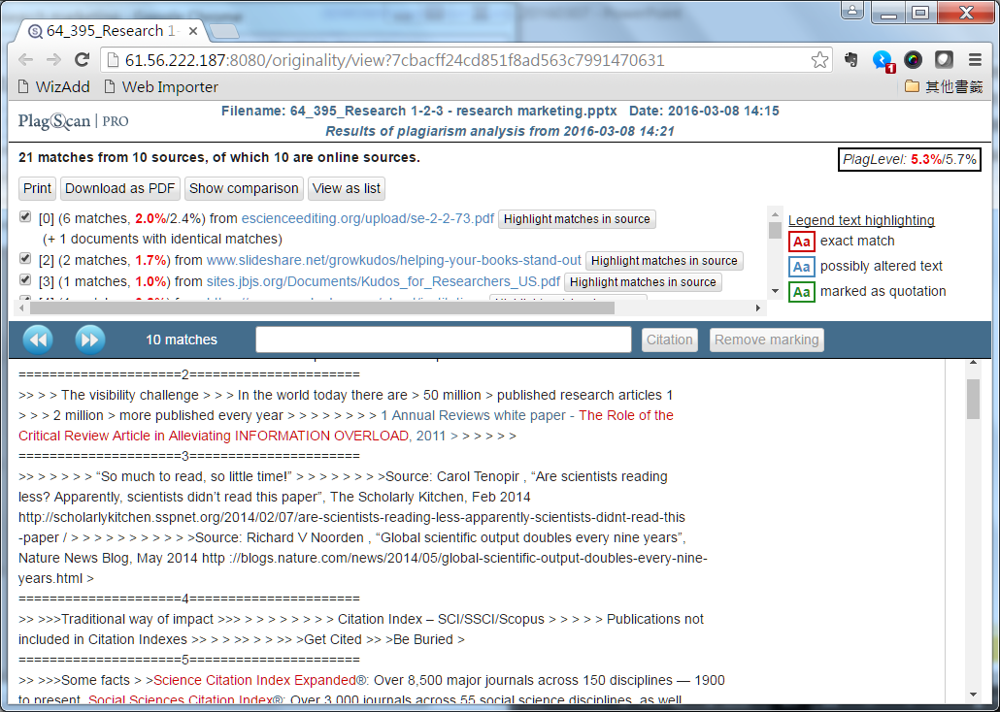 64_395_Research 1-
61.56.222.187:8080/originality/view?7cbacff24cd851f8ad563c7991470631
1
WizAdd Web Importer 其他書籤
PlagScan | PRO
Filename: 64_395_Research 1-2-3 - research marketing.pptx Date: 2016-03-08 14:15
Results of plagiarism analysis from 2016-03-08 14:21
21 matches from 10 sources, of which 10 are online sources.
PlagLevel: 5.3%/5.7%
Print Download as PDF Show comparison View as list
[0] (6 matches, 2.0%/2.4%) from escienceediting.org/upload/se-2-2-73.pdf Highlight matches in source
(+ 1 documents with identical matches)
[2] (2 matches, 1.7%) from www.slideshare.net/growkudos/helping-your-books-stand-out Highlight matches in source
[3] (1 matches, 1.0%) from sites.jbjs.org/Documents/Kudos_for_Researchers_US.pdf Highlight matches in source
Legend text highlighting
Aa exact match
Aa possibly altered text
Aa marked as quotation
10 matches Citation Remove marking
=====================2======================
>> > > The visibility challenge > > > In the world today there are > 50 million > published research articles 1
> > > 2 million > more published every year > > > > > > > > 1 Annual Reviews white paper - The Role of the
Critical Review Article in Alleviating INFORMATION OVERLOAD, 2011 > > > > > >
=====================3======================
>> > > > > > “So much to read, so little time!” > > > > > > > >Source: Carol Tenopir , “Are scientists reading
less? Apparently, scientists didn’t read this paper”, The Scholarly Kitchen, Feb 2014
http://scholarlykitchen.sspnet.org/2014/02/07/are-scientists-reading-less-apparently-scientists-didnt-read-this
-paper / > > > > > > > > > > >Source: Richard V Noorden , “Global scientific output doubles every nine years”,
Nature News Blog, May 2014 http ://blogs.nature.com/news/2014/05/global-scientific-output-doubles-every-nine-
years.html >
=====================4======================
>> >>>Traditional way of impact >>> > > > > > > > > > Citation Index – SCI/SSCI/Scopus > > > > > Publications not
included in Citation Indexes >> > > >> > > >> >Get Cited >> >Be Buried >
=====================5======================
>> >>>Some facts > >Science Citation Index Expanded®: Over 8,500 major journals across 150 disciplines — 1900
to present, Social Sciences Citation Index®: Over 3,000 journals across 55 social science disciplines, as well